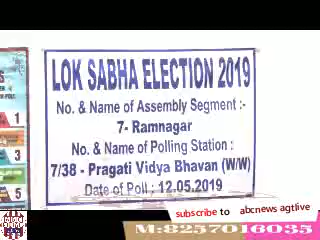 LOK SABHA ELECTION 2019
No. & Name of Assembly Segment :-
7- Ramnagar
No. & Name of Polling Station :
7/38 - Pragati Vidya Bhavan (W/W)
Date of Poll : 12.05.2019
1
3
5
subscribe to abcnews agtlive
M:8257016035